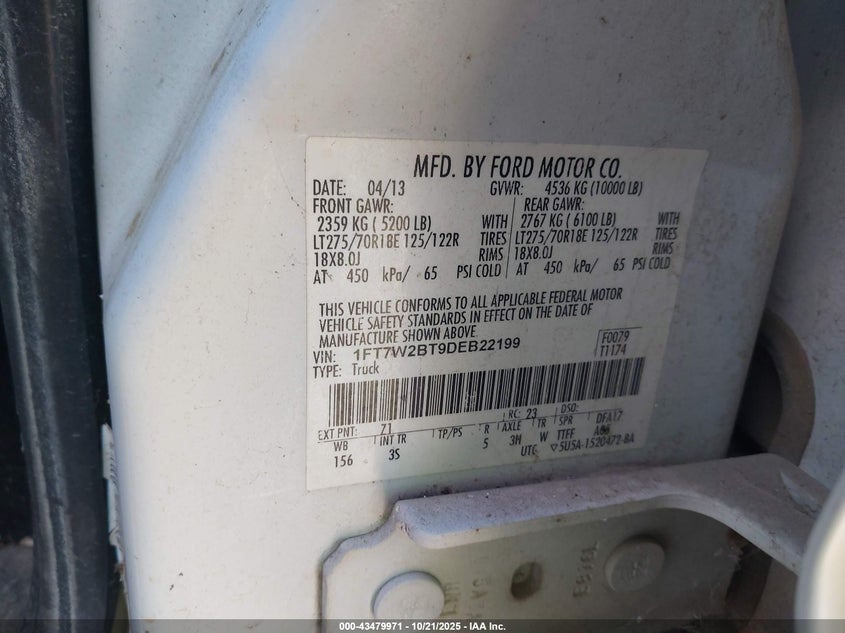 MFD. BY FORD MOTOR CO.
DATE: 04/13 GVWR: 4536 KG (10000 LB)
FRONT GAWR: REAR GAWR:
2359 KG ( 5200 LB) WITH 2767 KG ( 6100 LB) WITH
LT275/70R18E 125/122R TIRES LT275/70R18E 125/122R TIRES
18X8.0J RIMS 18X8.0J RIMS
AT 450 kPa/ 65 PSI COLD AT 450 kPa/ 65 PSI COLD
THIS VEHICLE CONFORMS TO ALL APPLICABLE FEDERAL MOTOR
VEHICLE SAFETY STANDARDS IN EFFECT ON THE DATE OF
MANUFACTURE SHOWN ABOVE.
VIN: 1FT7W2BT9DEB22199 F0079
TYPE: Truck T1174
EXT PNT: Z1 RC: 23 DSO:
WB INT TR TP/PS R AXLE TR SPR DFA17
156 3S 5 3N W TTFF
UTC ▽5U5A-1520472-BA
000-43479971 - 10/21/2025 - IAA Inc.